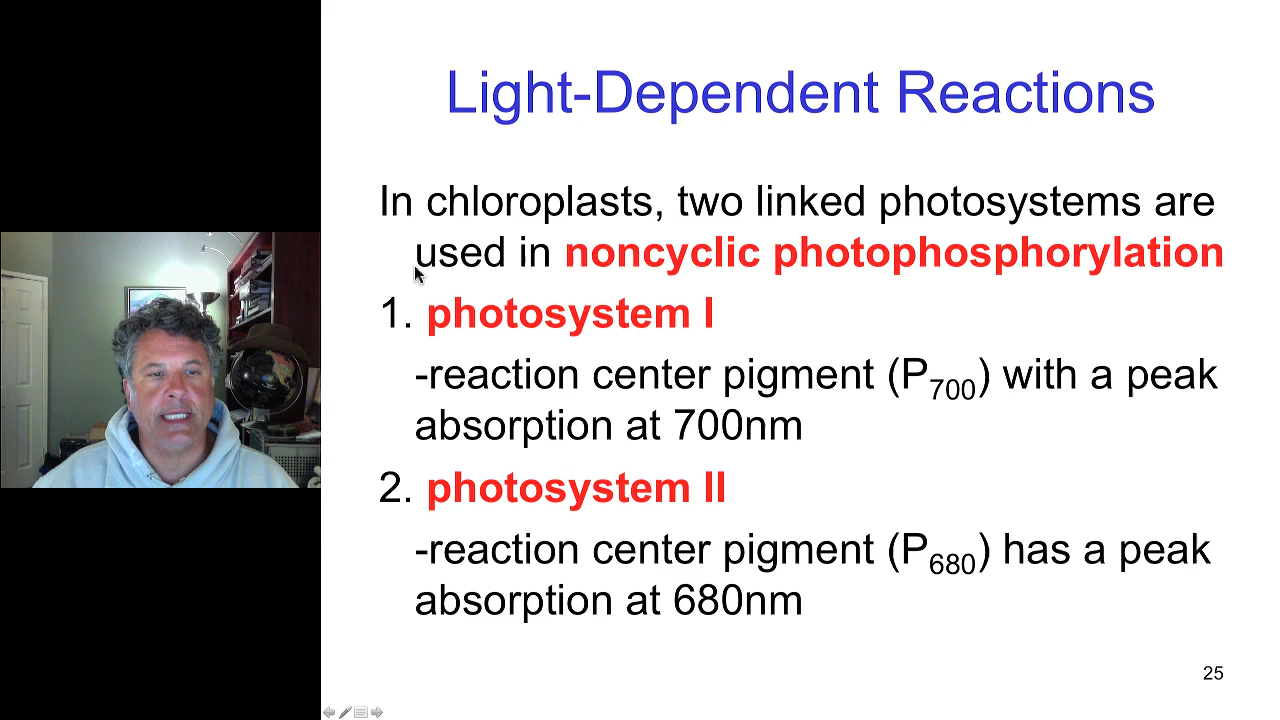 Light-Dependent Reactions
In chloroplasts, two linked photosystems are
used in noncyclic photophosphorylation
1. photosystem I
-reaction center pigment (P700) with a peak
absorption at 700nm
2. photosystem II
-reaction center pigment (P680) has a peak
absorption at 680nm
25